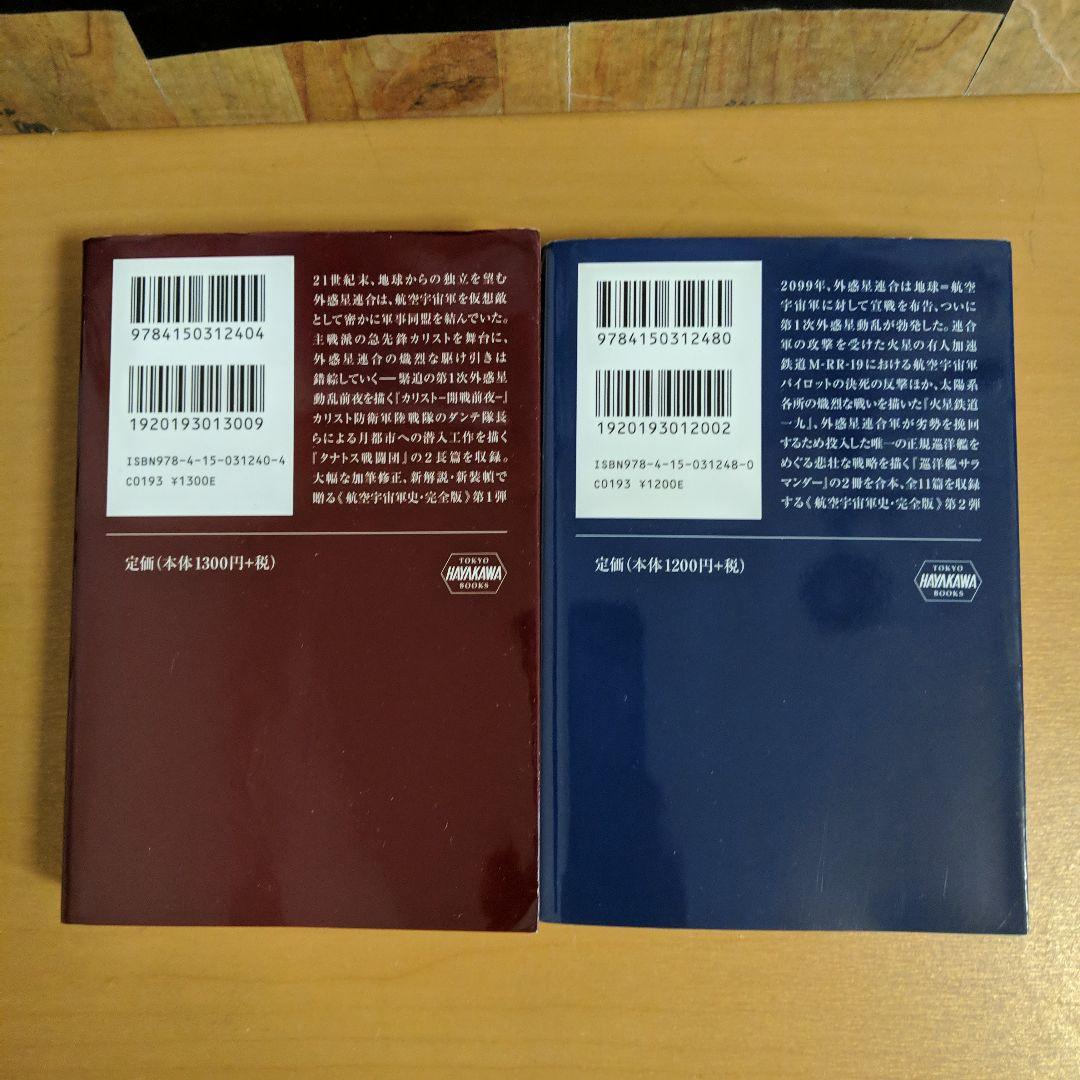 9784150312404
1920193013009
ISBN978-4-15-031240-4
C0193 ¥1300E
21世紀末、地球からの独立を望む
外惑星連合は、航空宇宙軍を仮想敵
として密かに軍事同盟を結んでいた。
主戦派の急先鋒カリストを舞台に、
外惑星連合の熾烈な駆け引きは
錯綜していく―緊迫の第1次外惑星
動乱前夜を描く『カリスト−開戦前夜−』
カリスト防衛軍陸戦隊のダンテ隊長
らによる月都市への潜入工作を描く
『タナトス戦闘団』の2長篇を収録。
大幅な加筆修正、新解説・新装幀で
贈る《航空宇宙軍史・完全版》第1弾
定価(本体1300円+税)
TOKYO
HAYAKAWA
BOOKS
9784150312480
1920193012002
ISBN978-4-15-031248-0
C0193 ¥1200E
2099年、外惑星連合は地球=航空
宇宙軍に対して宣戦を布告、ついに
第1次外惑星動乱が勃発した。連合
軍の攻撃を受けた火星の有人加速
鉄道M-RR-19における航空宇宙軍
パイロットの決死の反撃ほか、太陽系
各所の熾烈な戦いを描いた『火星鉄道
一九』、外惑星連合軍が劣勢を挽回
するため投入した唯一の正規巡洋艦を
めぐる悲壮な戦略を描く『巡洋艦サラ
マンダー』の2冊を合本、全11篇を収録
する《航空宇宙軍史・完全版》第2弾
定価(本体1200円+税)
TOKYO
HAYAKAWA
BOOKS